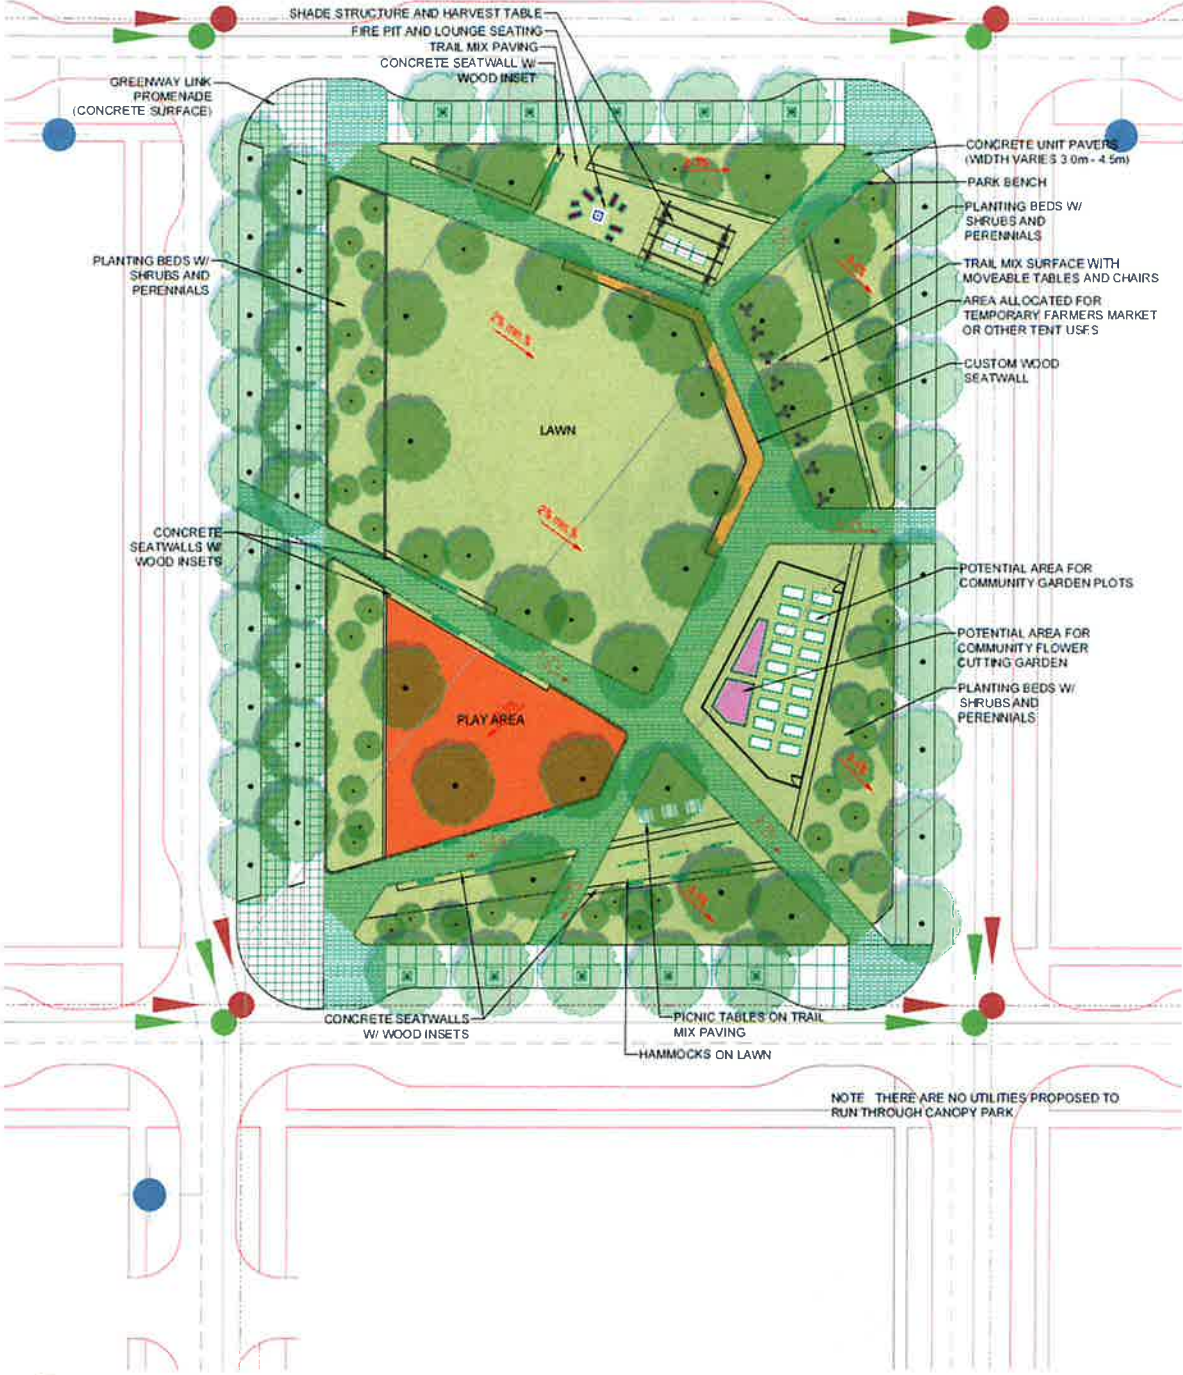 SHADE STRUCTURE AND HARVEST TABLE
FIRE PIT AND LOUNGE SEATING
TRAIL MIX PAVING
CONCRETE SEATWALL W/
WOOD INSET
GREENWAY LINK
PROMENADE
(CONCRETE SURFACE)
CONCRETE UNIT PAVERS
(WIDTH VARIES 3.0m - 4.5m)
PARK BENCH
PLANTING BEDS W/
SHRUBS AND
PERENNIALS
TRAIL MIX SURFACE WITH
MOVEABLE TABLES AND CHAIRS
AREA ALLOCATED FOR
TEMPORARY FARMERS MARKET
OR OTHER TENT USES
CUSTOM WOOD
SEATWALL
PLANTING BEDS W/
SHRUBS AND
PERENNIALS
2% min.S
LAWN
2% min.S
CONCRETE
SEATWALLS W/
WOOD INSETS
POTENTIAL AREA FOR
COMMUNITY GARDEN PLOTS
POTENTIAL AREA FOR
COMMUNITY FLOWER
CUTTING GARDEN
PLANTING BEDS W/
SHRUBS AND
PERENNIALS
PLAY AREA
CONCRETE SEATWALLS
W/ WOOD INSETS
PICNIC TABLES ON TRAIL
MIX PAVING
HAMMOCKS ON LAWN
NOTE THERE ARE NO UTILITIES PROPOSED TO
RUN THROUGH CANOPY PARK